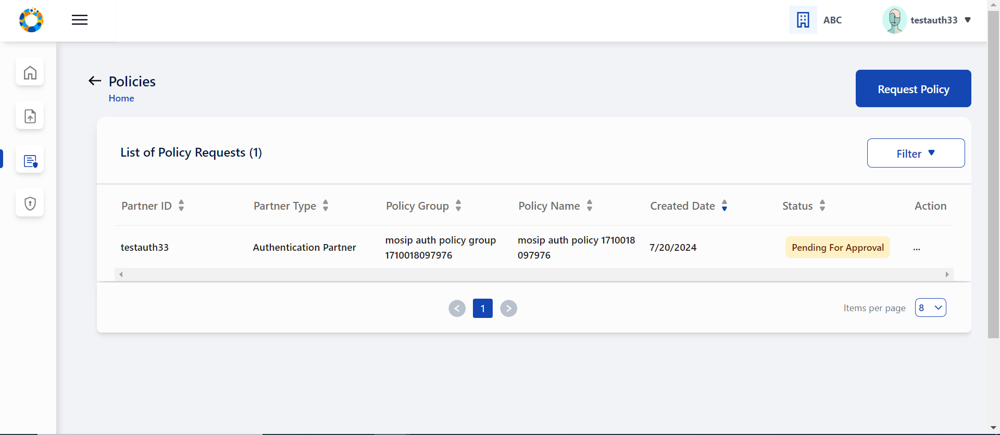 ABC
testauth33
Policies
Home
Request Policy
List of Policy Requests (1)
Filter
Partner ID Partner Type Policy Group Policy Name Created Date Status Action
testauth33 Authentication Partner mosip auth policy group mosip auth policy 1710018 7/20/2024 Pending For Approval ...
1710018097976 097976
< 1 > Items per page 8